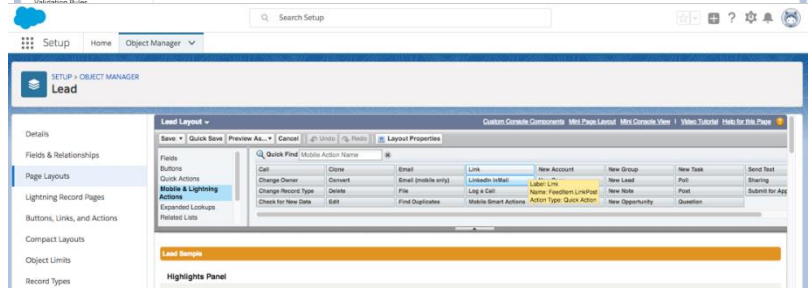 Validation Rules
Search Setup
Setup Home Object Manager
SETUP > OBJECT MANAGER
Lead
Details
Fields & Relationships
Page Layouts
Lightning Record Pages
Buttons, Links, and Actions
Compact Layouts
Object Limits
Record Types
Lead Layout
Custom Console Components Mini Page Layout Mini Console View | Video Tutorial Help for this Page
Save Quick Save Preview As... Cancel Undo Redo Layout Properties
Fields
Buttons
Quick Actions
Mobile & Lightning
Actions
Expanded Lookups
Related Lists
Quick Find Mobile Action Name
Call Clone Email Link New Account New Group New Task Send Text
Change Owner Convert Email (mobile only) LinkedIn InMail New Lead Poll Sharing
Change Record Type Delete File Log a Call New Note Post Submit for App
Check for New Data Edit Find Duplicates Mobile Smart Actions New Opportunity Question
Label: Link
Name: FeedItem.LinkPost
Action Type: Quick Action
Lead Sample
Highlights Panel